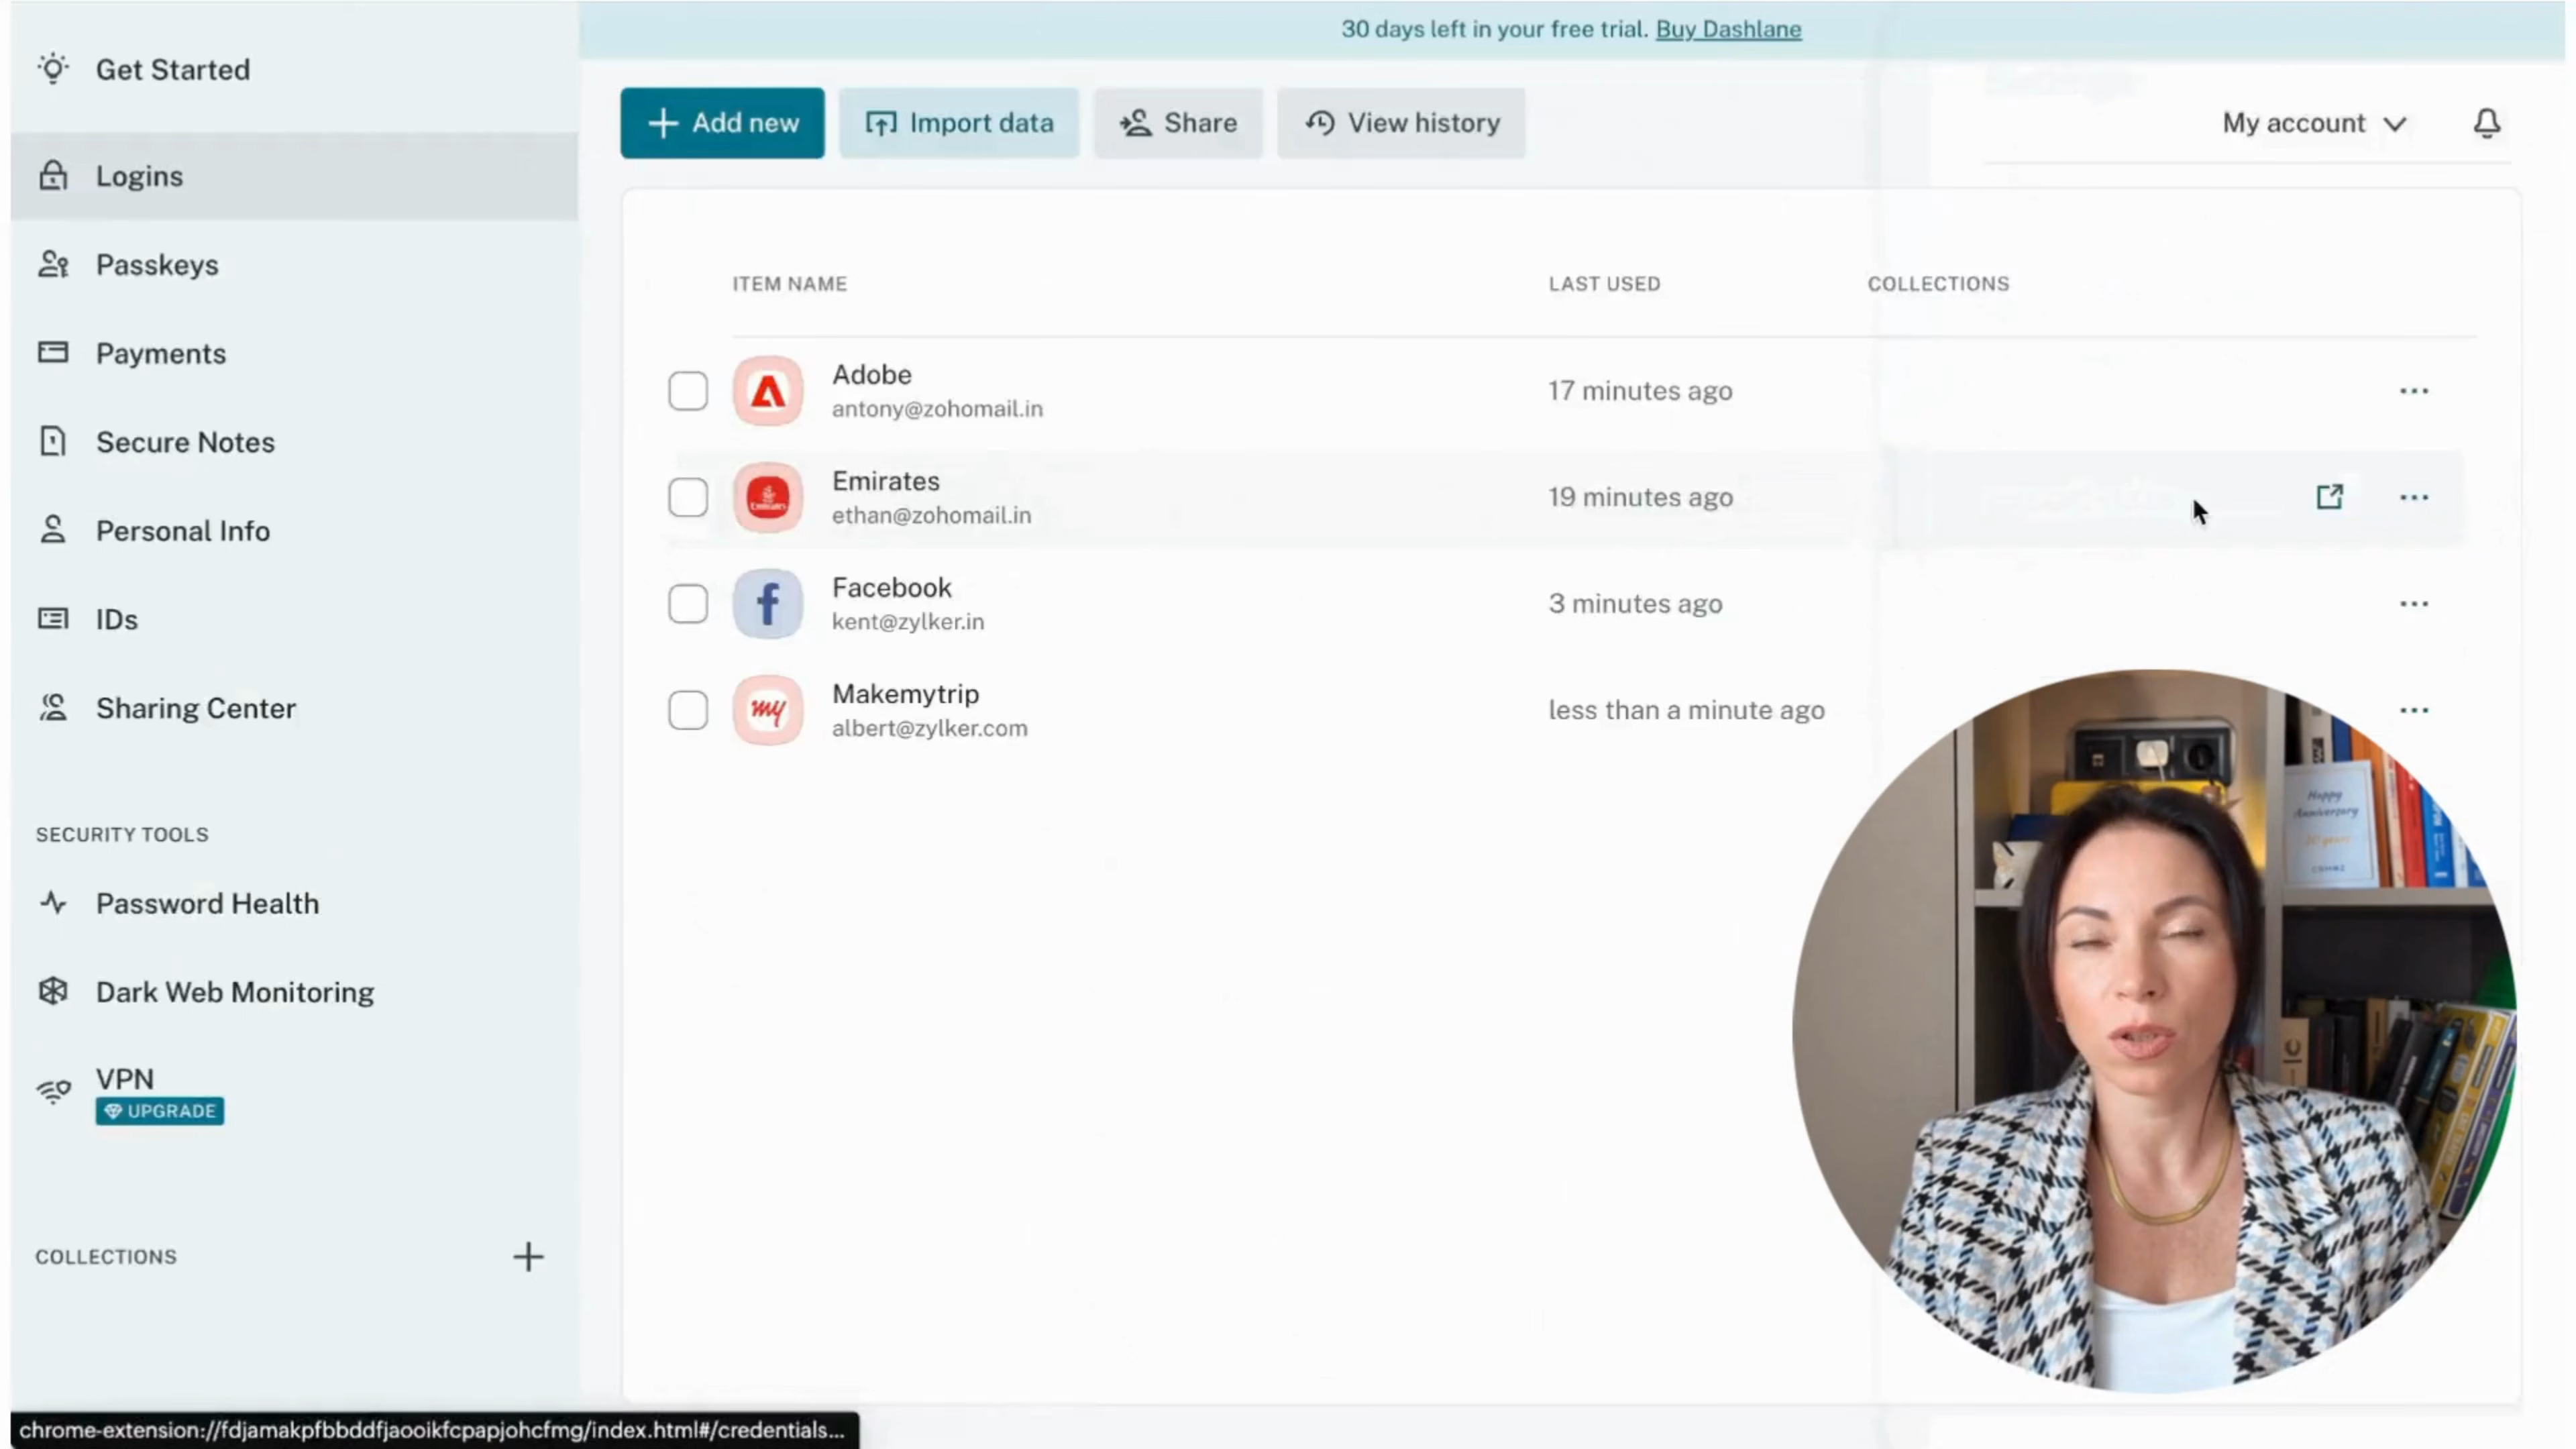 30 days left in your free trial. Buy Dashlane
Get Started
Logins
Passkeys
Payments
Secure Notes
Personal Info
IDs
Sharing Center
SECURITY TOOLS
Password Health
Dark Web Monitoring
VPN
UPGRADE
COLLECTIONS
Add new
Import data
Share
View history
My account
ITEM NAME
LAST USED
COLLECTIONS
Adobe
antony@zohomail.in
17 minutes ago
Emirates
Emirates
ethan@zohomail.in
19 minutes ago
Facebook
kent@zylker.in
3 minutes ago
my
Makemytrip
albert@zylker.com
less than a minute ago
Happy
Anniversary
chrome-extension://fdjamakpfbbddfjaooikfcpapjohcfmg/index.html#/credentials...